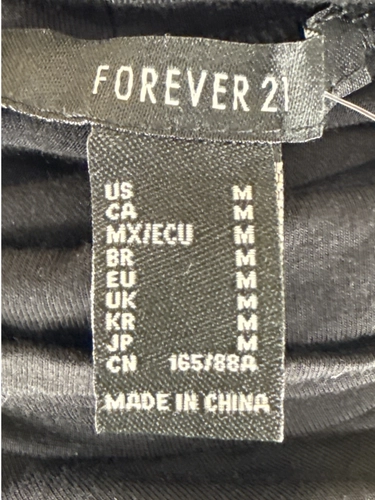 FOREVER 21
US M
CA M
MX/ECU M
BR M
EU M
UK M
KR M
JP M
CN 165/88A
MADE IN CHINA